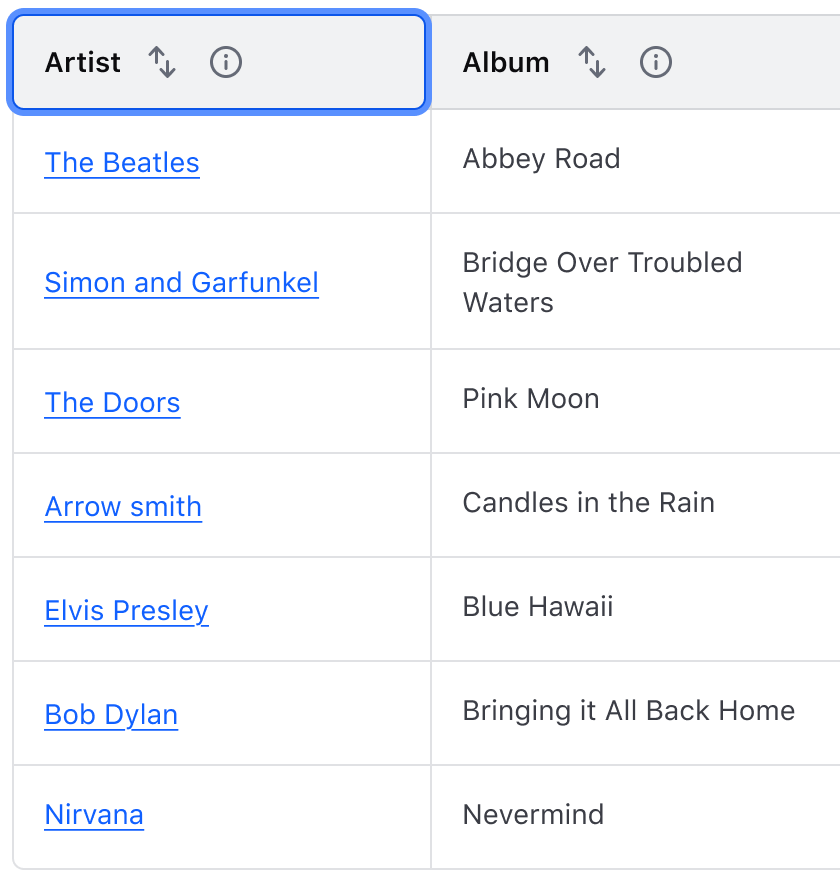 Artist Album
The Beatles Abbey Road
Simon and Garfunkel Bridge Over Troubled
Waters
The Doors Pink Moon
Arrow smith Candles in the Rain
Elvis Presley Blue Hawaii
Bob Dylan Bringing it All Back Home
Nirvana Nevermind